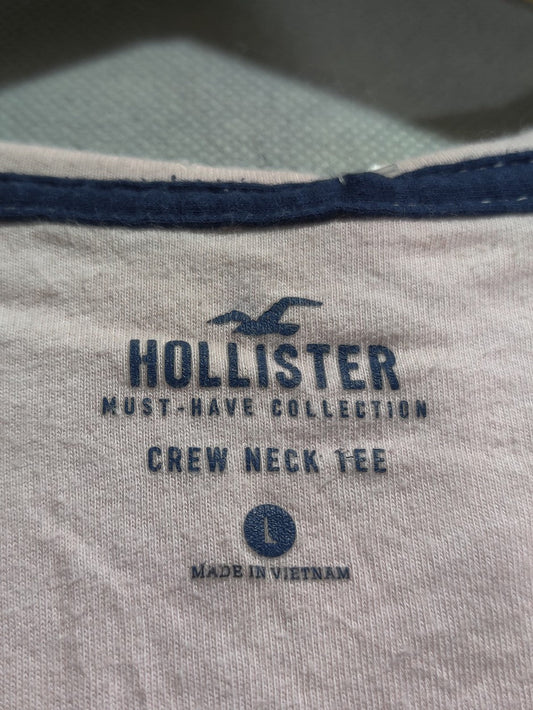 HOLLISTER
MUST-HAVE COLLECTION
CREW NECK TEE
L
MADE IN VIETNAM